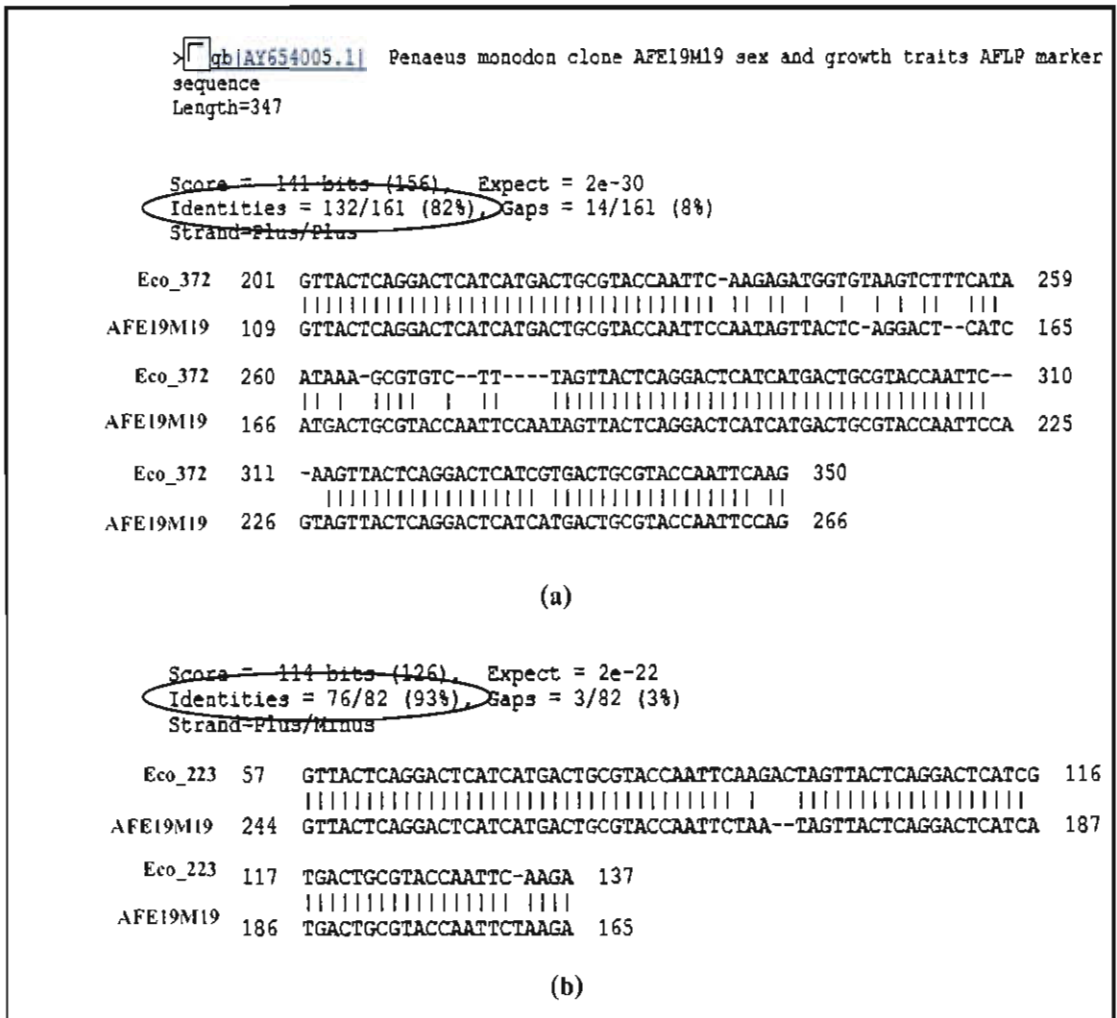 >gb|AY654005.1| Penaeus monodon clone AFE19M19 sex and growth traits AFLP marker
sequence
Length=347
Score = 141 bits (156), Expect = 2e-30
Identities = 132/161 (82%), Gaps = 14/161 (8%)
Strand=Plus/Plus
Eco_372 201 GTTACTCAGGACTCATCATGACTGCGTACCAATTC-AAGAGATGGTGTAAGTCTTTCATA 259
AFE19M19 109 GTTACTCAGGACTCATCATGACTGCGTACCAATTCCAATAGTTACTC-AGGACT--CATC 165
Eco_372 260 ATAAA-GCGTGTC--TT----TAGTTACTCAGGACTCATCATGACTGCGTACCAATTC-- 310
AFE19M19 166 ATGACTGCGTACCAATTCCAATAGTTACTCAGGACTCATCATGACTGCGTACCAATTCCA 225
Eco_372 311 -AAGTTACTCAGGACTCATCGTGACTGCGTACCAATTCAAG 350
AFE19M19 226 GTAGTTACTCAGGACTCATCATGACTGCGTACCAATTCCAG 266
(a)
Score = 114 bits (126), Expect = 2e-22
Identities = 76/82 (93%), Gaps = 3/82 (3%)
Strand=Plus/Minus
Eco_223 57 GTTACTCAGGACTCATCATGACTGCGTACCAATTCAAGACTAGTTACTCAGGACTCATCG 116
AFE19M19 244 GTTACTCAGGACTCATCATGACTGCGTACCAATTCTAA--TAGTTACTCAGGACTCATCA 187
Eco_223 117 TGACTGCGTACCAATTC-AAGA 137
AFE19M19 186 TGACTGCGTACCAATTCTAAGA 165
(b)